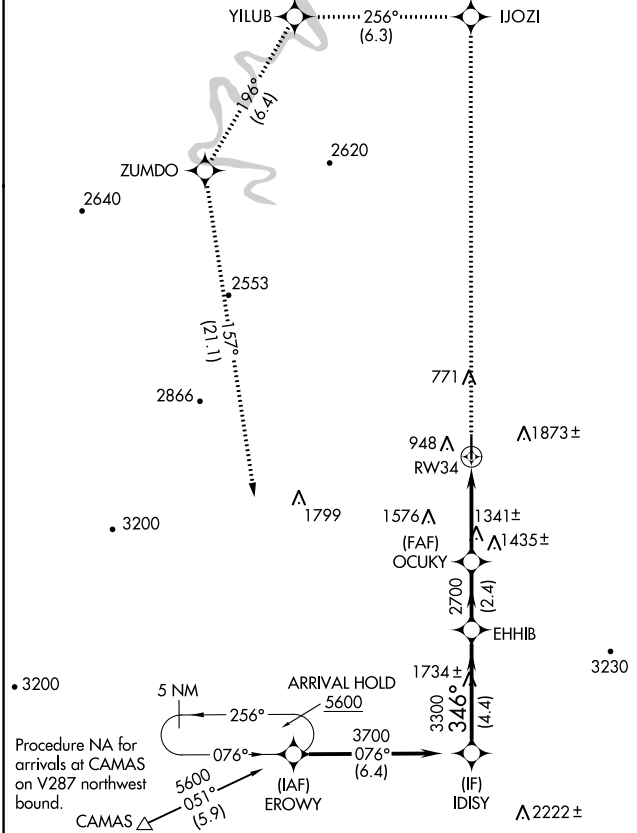 YILUB
256°
(6.3)
IJOZI
196°
(6.4)
ZUMDO
2620
2640
2553
157°
(21.1)
771
2866
948
1873±
RW34
1799
1576
1341±
3200
(FAF)
OCUKY
1435±
2700
(2.4)
EHHIB
3230
1734±
3300
346°
(4.4)
3200
5 NM
ARRIVAL HOLD
5600
256°
076°
3700
076°
(6.4)
Procedure NA for
arrivals at CAMAS
on V287 northwest
bound.
(IAF)
EROWY
(IF)
IDISY
5600
051°
(5.9)
CAMAS
2222±